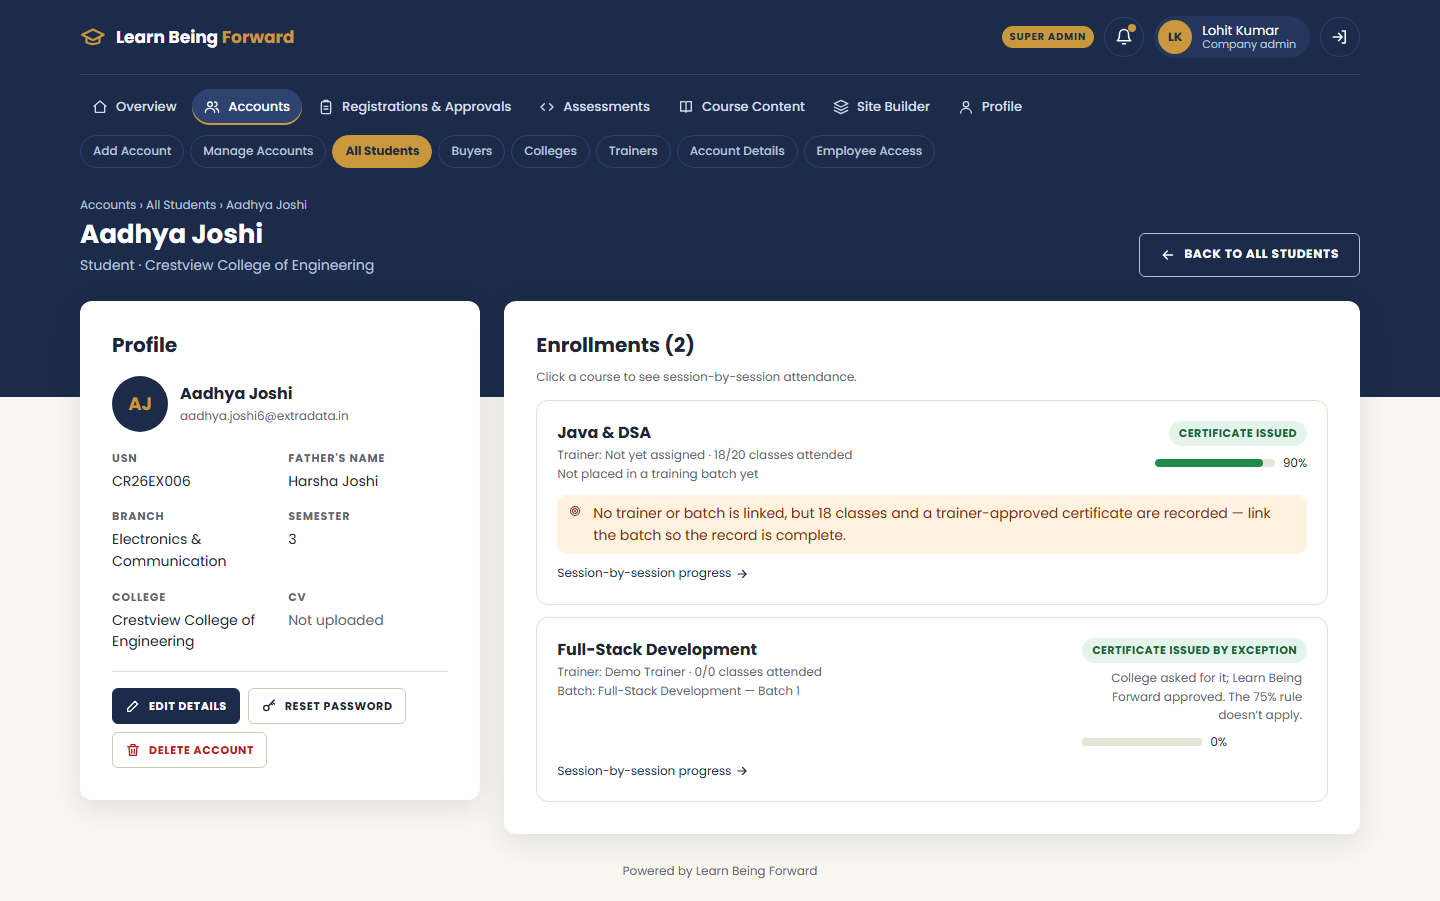 Learn Being Forward
SUPER ADMIN
LK
Lohit Kumar
Company admin
Overview
Accounts
Registrations & Approvals
Assessments
Course Content
Site Builder
Profile
Add Account
Manage Accounts
All Students
Buyers
Colleges
Trainers
Account Details
Employee Access
Accounts › All Students › Aadhya Joshi
Aadhya Joshi
Student · Crestview College of Engineering
BACK TO ALL STUDENTS
Profile
AJ
Aadhya Joshi
aadhya.joshi6@extradata.in
USN
CR26EX006
FATHER'S NAME
Harsha Joshi
BRANCH
Electronics &
Communication
SEMESTER
3
COLLEGE
Crestview College of
Engineering
CV
Not uploaded
EDIT DETAILS
RESET PASSWORD
DELETE ACCOUNT
Enrollments (2)
Click a course to see session-by-session attendance.
Java & DSA
Trainer: Not yet assigned · 18/20 classes attended
Not placed in a training batch yet
CERTIFICATE ISSUED
90%
No trainer or batch is linked, but 18 classes and a trainer-approved certificate are recorded — link
the batch so the record is complete.
Session-by-session progress →
Full-Stack Development
Trainer: Demo Trainer · 0/0 classes attended
Batch: Full-Stack Development — Batch 1
CERTIFICATE ISSUED BY EXCEPTION
College asked for it; Learn Being
Forward approved. The 75% rule
doesn't apply.
0%
Session-by-session progress →
Powered by Learn Being Forward